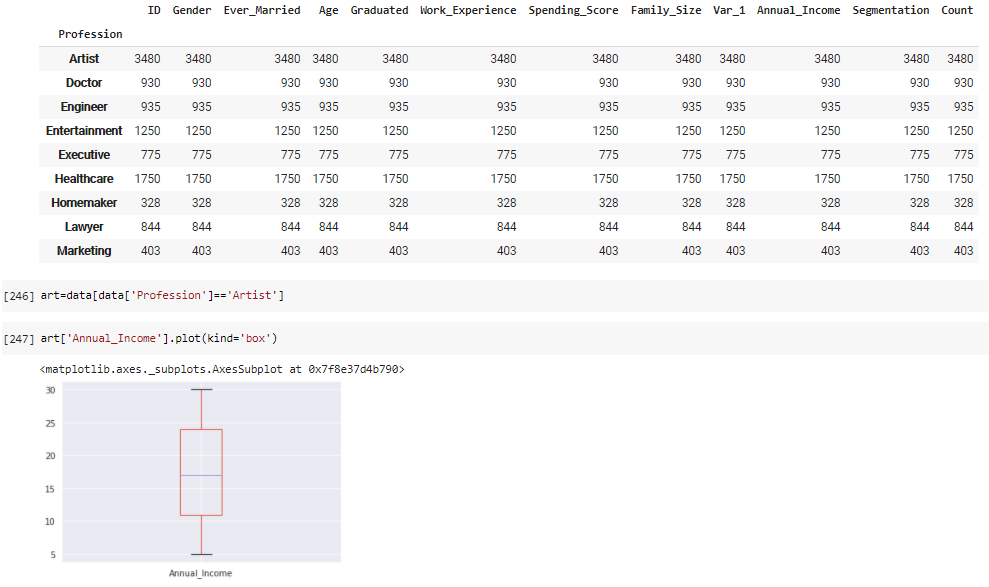 ID Gender Ever_Married Age Graduated Work_Experience Spending_Score Family_Size Var_1 Annual_Income Segmentation Count
Profession
Artist 3480 3480 3480 3480 3480 3480 3480 3480 3480 3480 3480 3480
Doctor 930 930 930 930 930 930 930 930 930 930 930 930
Engineer 935 935 935 935 935 935 935 935 935 935 935 935
Entertainment 1250 1250 1250 1250 1250 1250 1250 1250 1250 1250 1250 1250
Executive 775 775 775 775 775 775 775 775 775 775 775 775
Healthcare 1750 1750 1750 1750 1750 1750 1750 1750 1750 1750 1750 1750
Homemaker 328 328 328 328 328 328 328 328 328 328 328 328
Lawyer 844 844 844 844 844 844 844 844 844 844 844 844
Marketing 403 403 403 403 403 403 403 403 403 403 403 403
[246] art=data[data['Profession']=='Artist']
[247] art['Annual_Income'].plot(kind='box')
<matplotlib.axes._subplots.AxesSubplot at 0x7f8e37d4b790>
30
25
20
15
10
5
Annual_Income